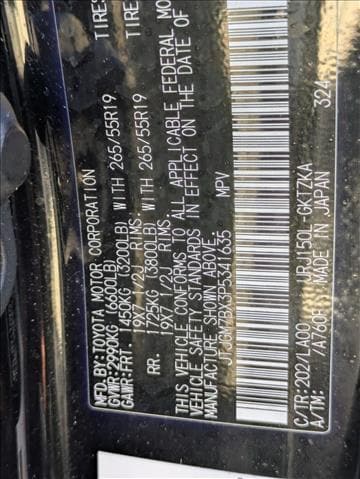 MFD.BY:TOYOTA MOTOR CORPORATION
GVWR:2990KG (6600LB)
GAWR:FRT. 1450KG (3200LB) WITH 265/55R19 TIRES
19X7 1/2J RIMS,
1725KG (3800LB) WITH 265/55R19 TIRES
19X7 1/2J RIMS,
THIS VEHICLE CONFORMS TO ALL APPLICABLE FEDERAL MO
SAFETY STANDARDS IN EFFECT ON THE DATE OF
MANUFACTURE SHOWN ABOVE.
JTJGM7BX3P5341635 MPV
C/TR:202/LA00 URJ150L-GKTZKA
A/TM: /A760F MADE IN JAPAN 324